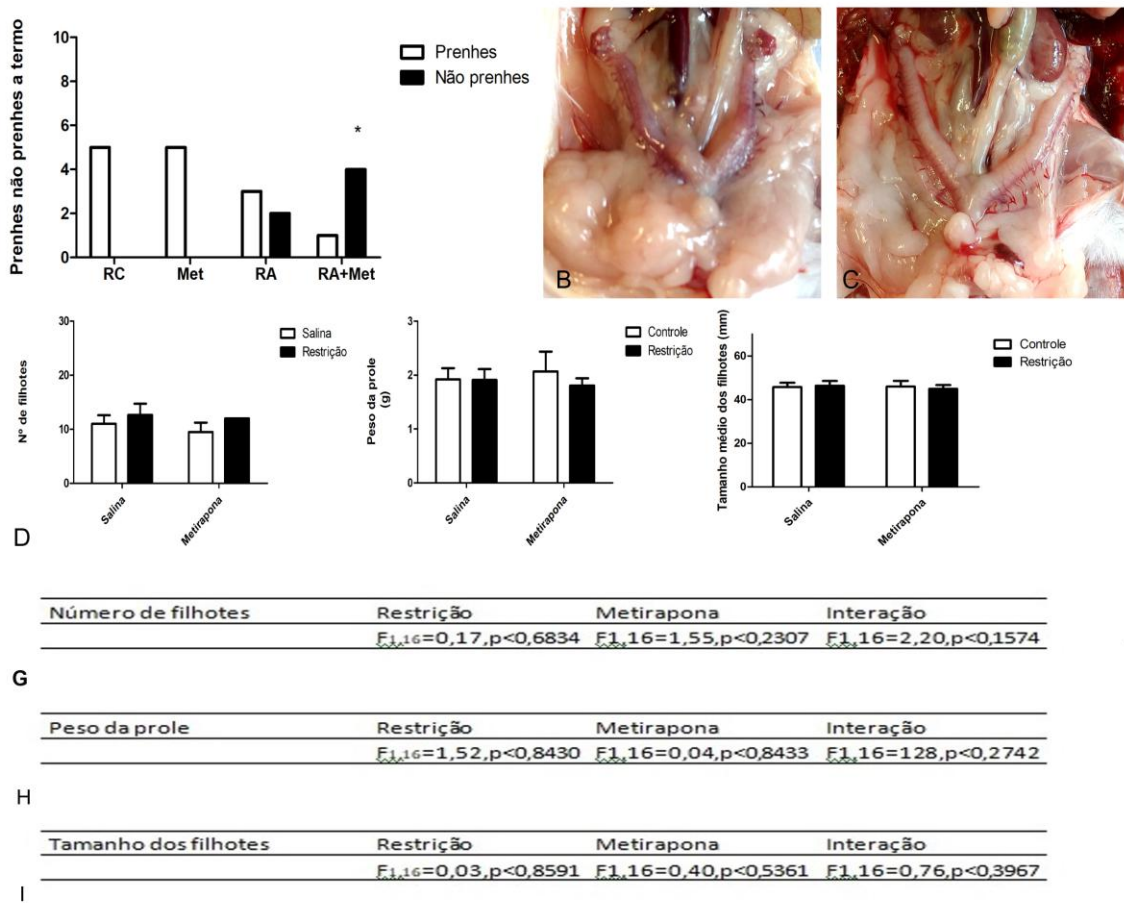 Prenhes não prenhes a termo
10
8
6
4
2
0
RC Met RA RA+Met
*
Prenhes
Não prenhes
B
C
Nº de filhotes
30
20
10
0
Salina Metirapona
Salina
Restrição
Peso da prole
(g)
3
2
1
0
Salina Metirapona
Controle
Restrição
Tamanho médio dos filhotes (mm)
60
40
20
0
Salina Metirapona
Controle
Restrição
D
Número de filhotes Restrição Metirapona Interação
F1,16=0,17,p<0,6834 F1,16=1,55,p<0,2307 F1,16=2,20,p<0,1574
G
Peso da prole Restrição Metirapona Interação
F1,16=1,52,p<0,8430 F1,16=0,04,p<0,8433 F1,16=128,p<0,2742
H
Tamanho dos filhotes Restrição Metirapona Interação
F1,16=0,03,p<0,8591 F1,16=0,40,p<0,5361 F1,16=0,76,p<0,3967
I